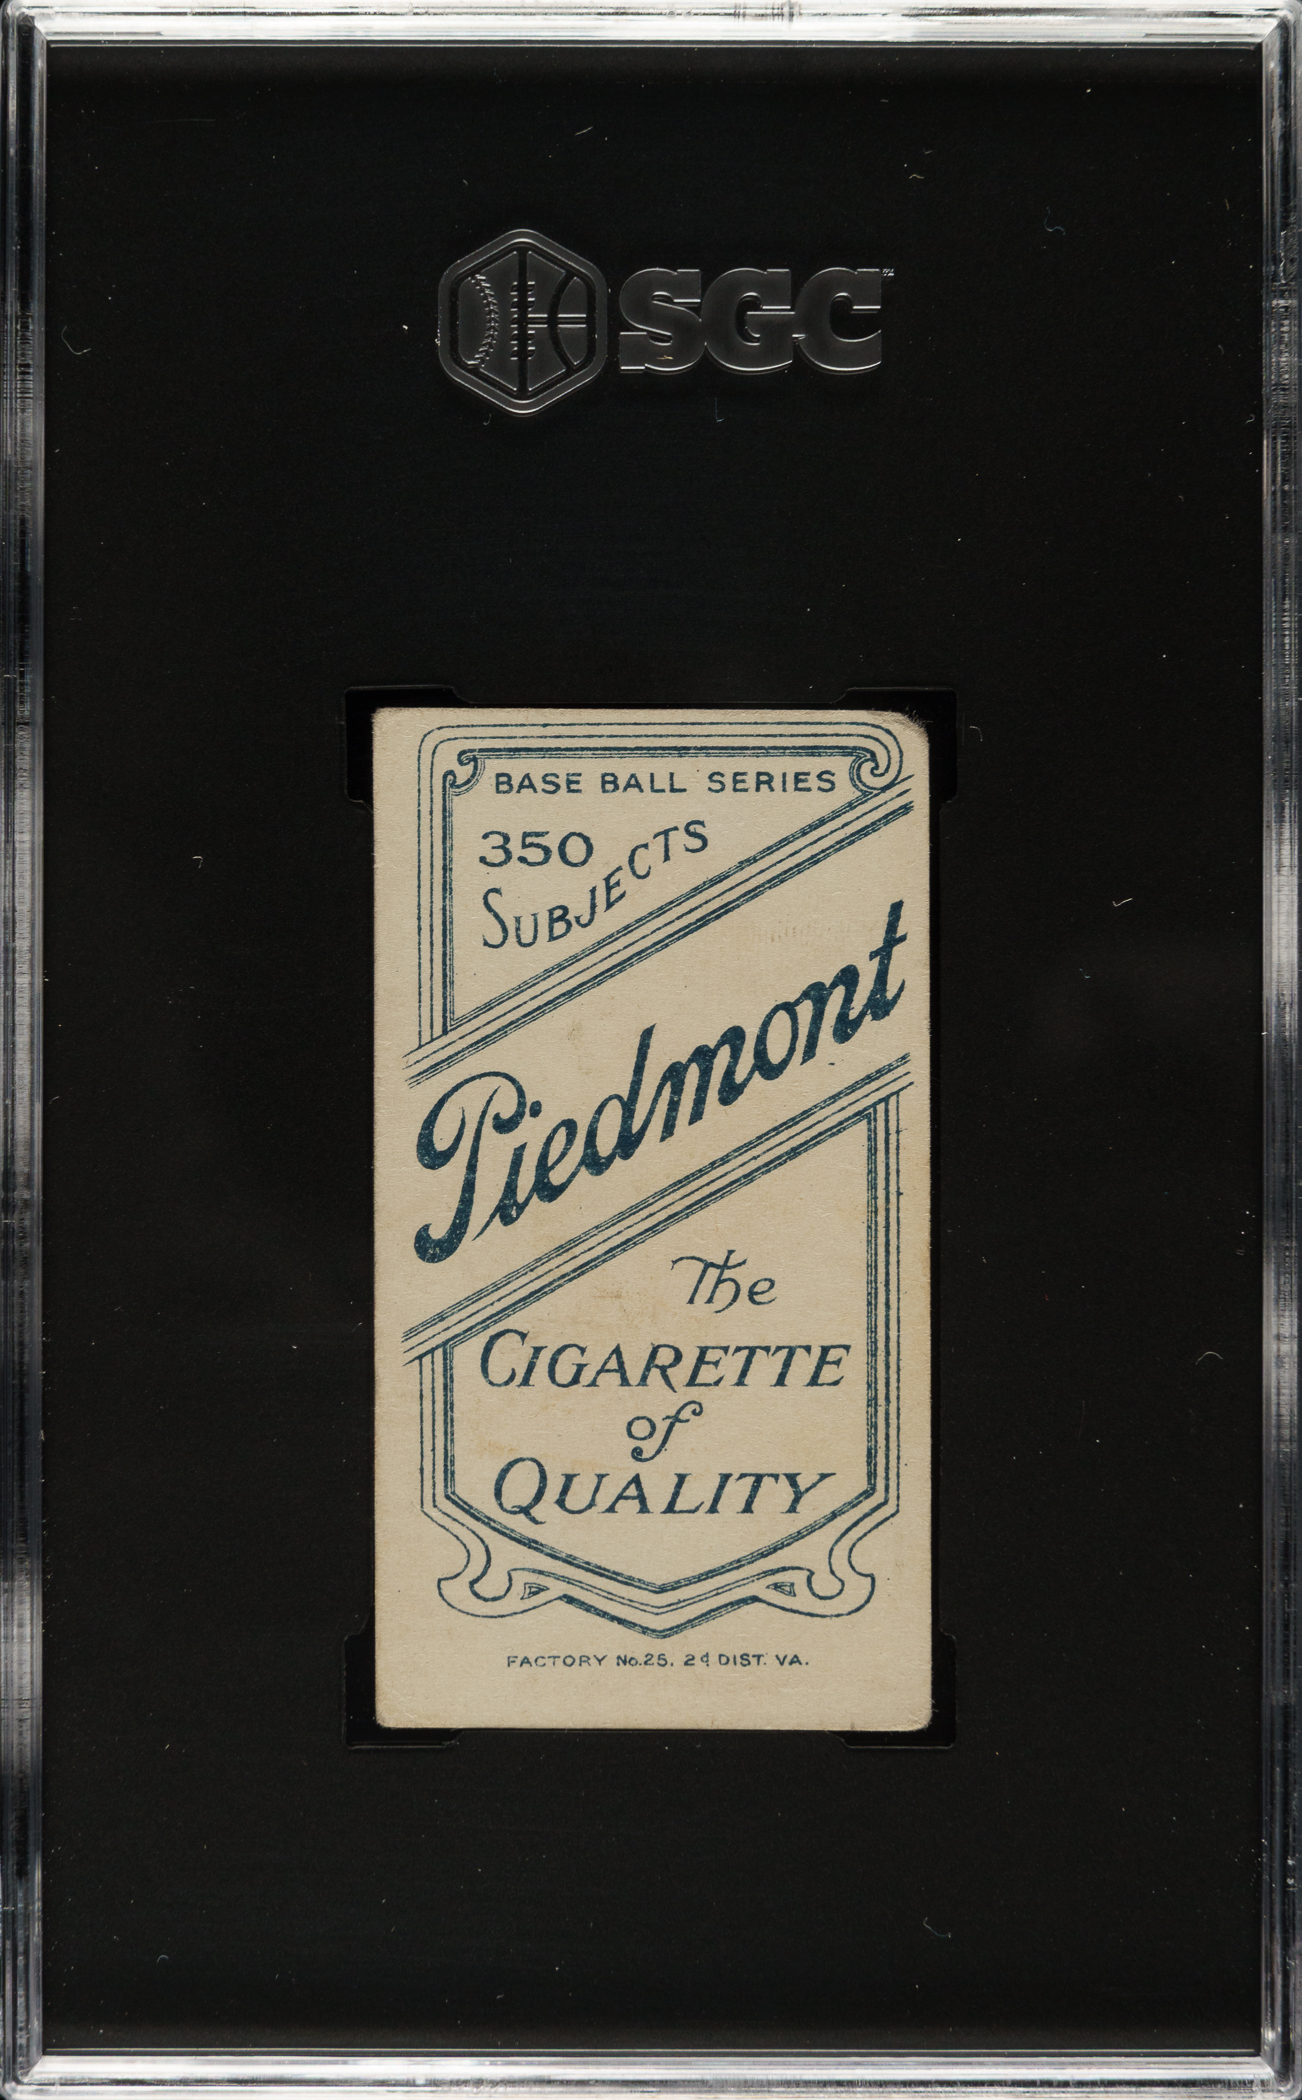 SGC
BASE BALL SERIES
350
SUBJECTS
Piedmont
The
CIGARETTE
of
QUALITY
FACTORY No. 25. 2d DIST. VA.